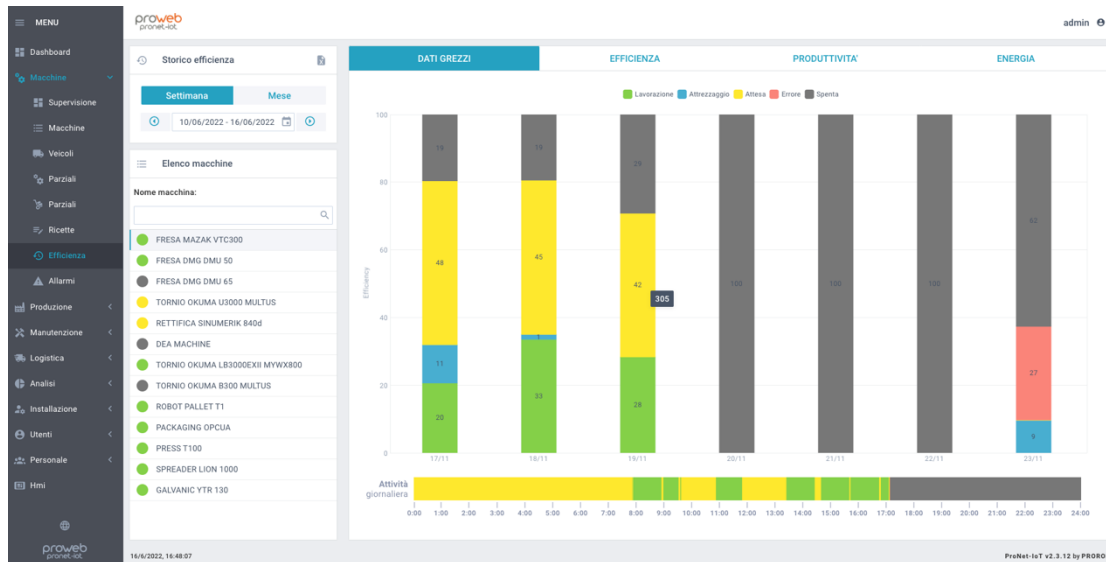 MENU
proweb
pronet-iot.
admin
Dashboard
Macchine
Supervisione
Macchine
Veicoli
Parziali
Parziali
Ricette
Efficienza
Allarmi
Produzione
Manutenzione
Logistica
Analisi
Installazione
Utenti
Personale
Hmi
proweb
pronet-iot.
Storico efficienza
Settimana Mese
10/06/2022 - 16/06/2022
Elenco macchine
Nome macchina:
FRESA MAZAK VTC300
FRESA DMG DMU 50
FRESA DMG DMU 65
TORNIO OKUMA U3000 MULTUS
RETTIFICA SINUMERIK 840d
DEA MACHINE
TORNIO OKUMA LB3000EXII MYWX800
TORNIO OKUMA B300 MULTUS
ROBOT PALLET T1
PACKAGING OPCUA
PRESS T100
SPREADER LION 1000
GALVANIC YTR 130
DATI GREZZI EFFICIENZA PRODUTTIVITA' ENERGIA
Lavorazione Attrezzaggio Attesa Errore Spenta
Efficiency
100
80
60
40
20
0
19 19 29
62
48 45 42 100 100 100
305
11 1 27
20 33 28 9
17/11 18/11 19/11 20/11 21/11 22/11 23/11
Attività
giornaliera
0:00 1:00 2:00 3:00 4:00 5:00 6:00 7:00 8:00 9:00 10:00 11:00 12:00 13:00 14:00 15:00 16:00 17:00 18:00 19:00 20:00 21:00 22:00 23:00 24:00
16/6/2022, 16:48:07
ProNet-IoT v2.3.12 by PRORO